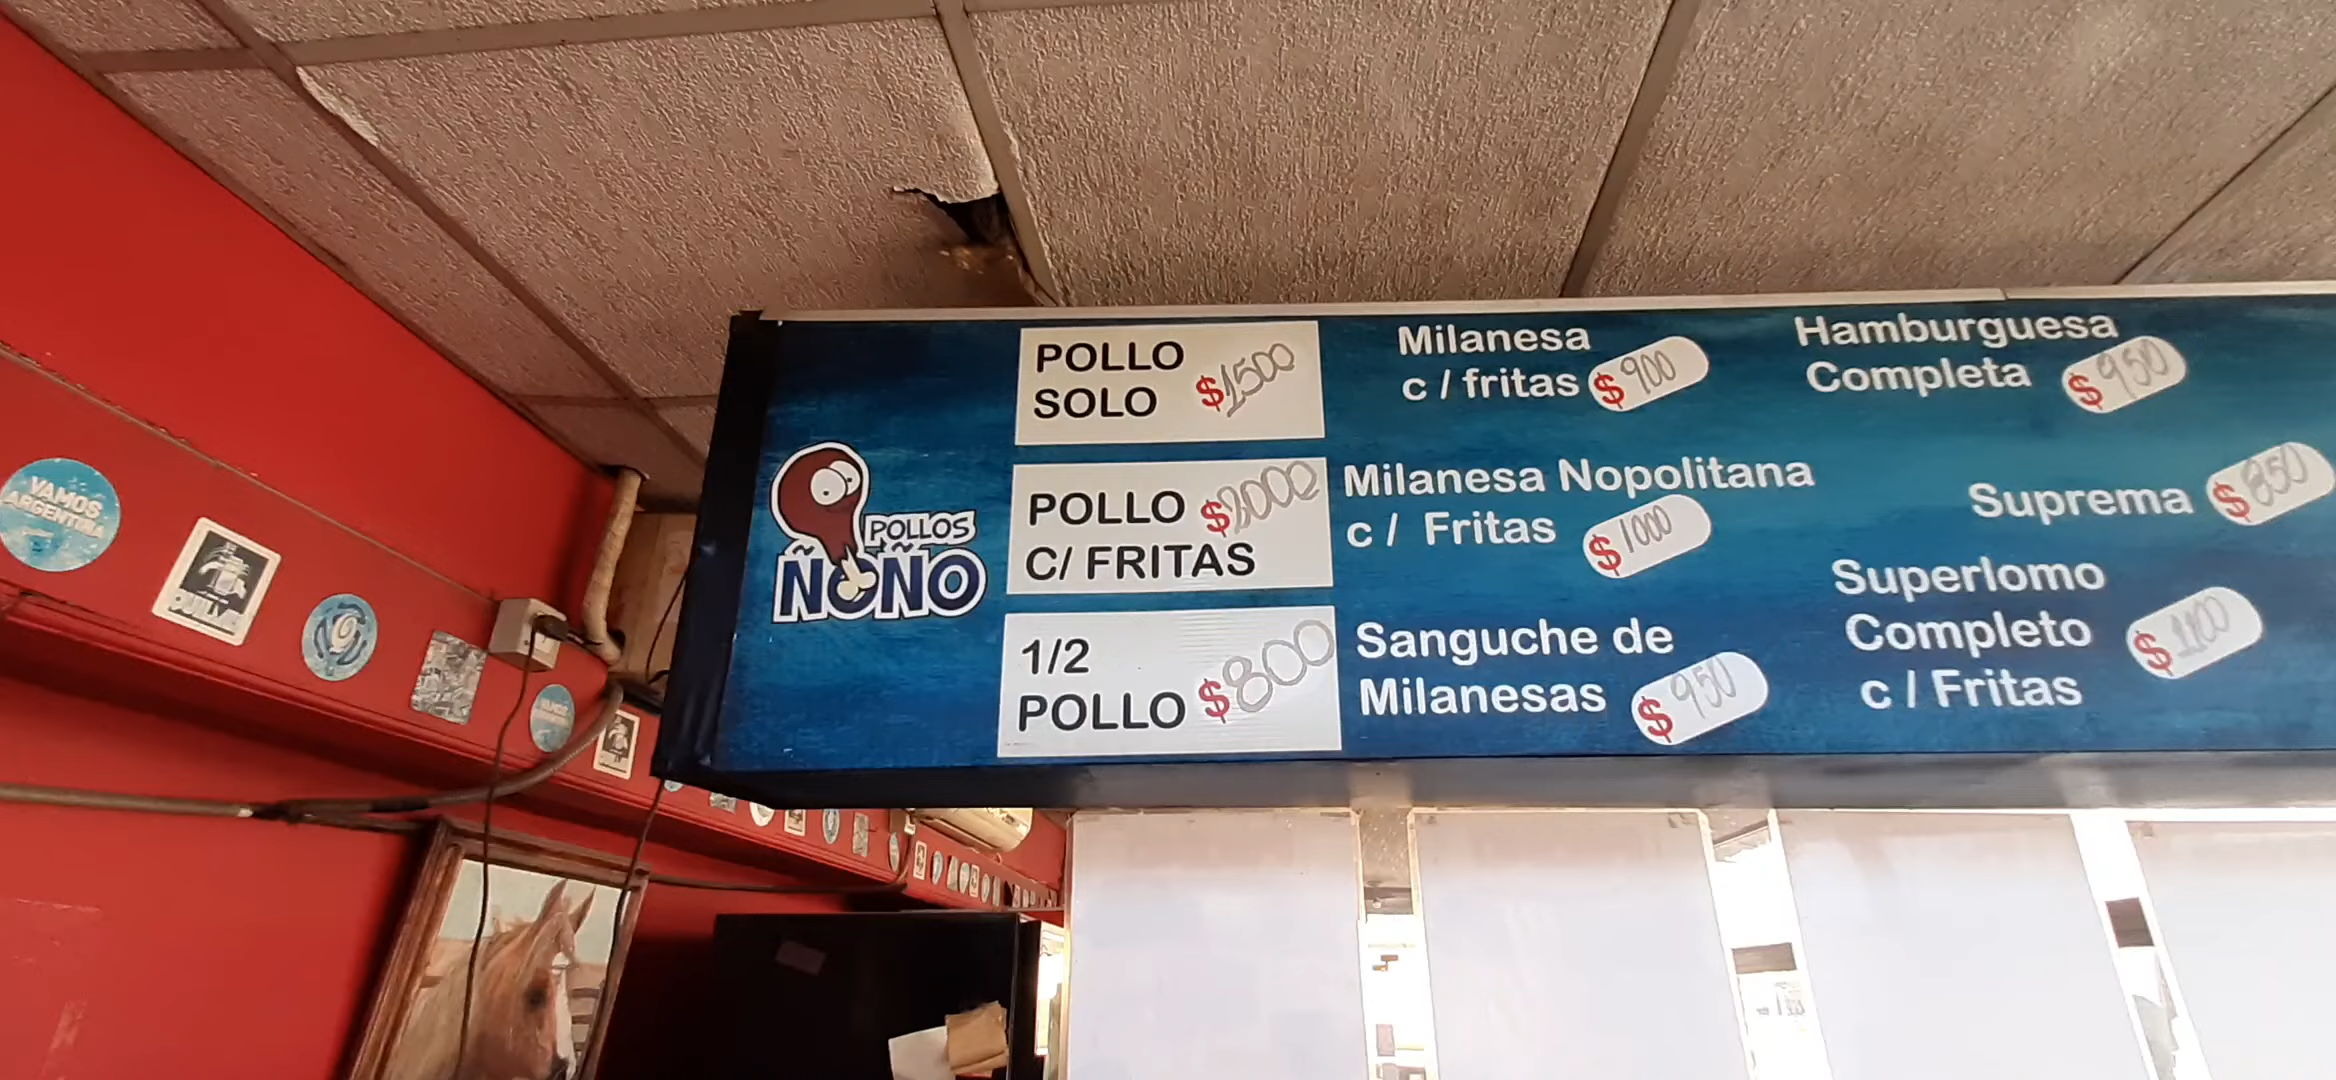 POLLO
SOLO $1500
POLLO $2000
C/ FRITAS
1/2
POLLO $800
Milanesa
c / fritas $900
Milanesa Nopolitana
c / Fritas $1000
Sanguche de
Milanesas $950
Hamburguesa
Completa $950
Suprema $850
Superlomo
Completo $1100
c / Fritas
POLLOS
ÑOÑO
VAMOS
ARGENTINA